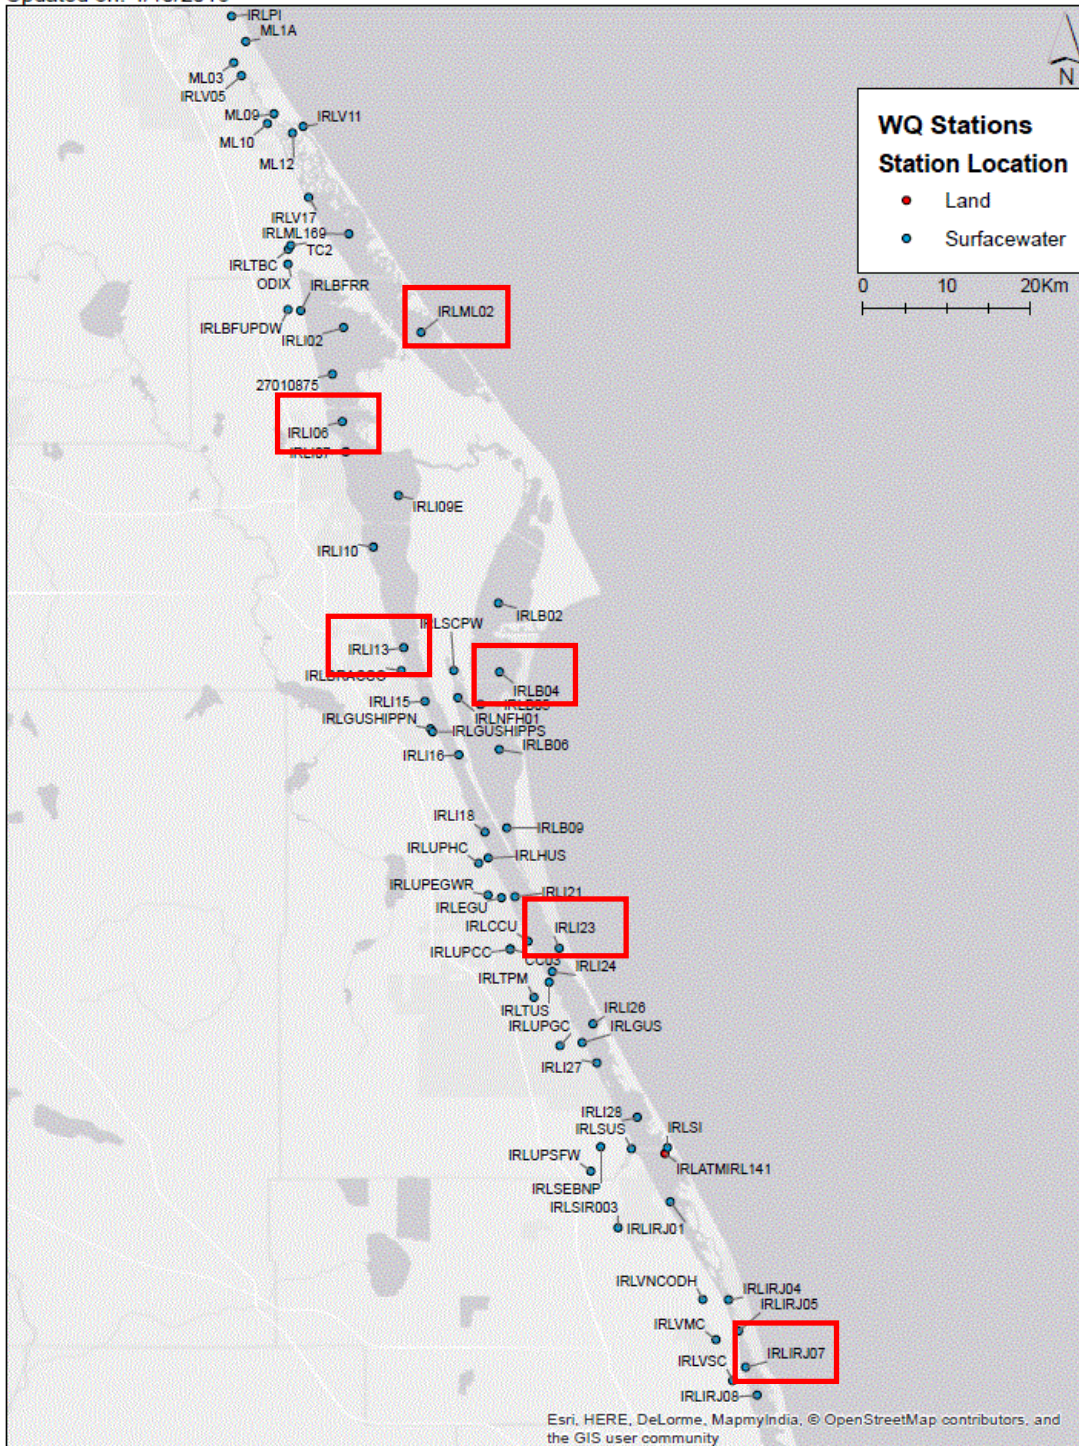 IRLPI
ML1A
ML03
IRLV05
ML09
IRLV11
ML10
ML12
N
WQ Stations
Station Location
Land
Surfacewater
0 10 20Km
IRLV17
IRLML169
TC2
IRLTBC
ODIX
IRLBFRR
IRLML02
IRLBFUPDW
IRLI02
27010875
IRLI06
IRLI07
IRLI09E
IRLI10
IRLB02
IRLSCPW
IRLI13
IRLB04
IRLI15
IRLNFH01
IRLGUSHIPPN
IRLGUSHIPPS
IRLB06
IRLI16
IRLI18
IRLB09
IRLUPHC
IRLHUS
IRLUPEGWR
IRLI21
IRLEGU
IRLCCU
IRLI23
IRLUPCC
CC03
IRLI24
IRLTPM
IRLTUS
IRLI26
IRLUPGC
IRLGUS
IRLI27
IRLI28
IRLSUS
IRLSI
IRLUPSFW
IRLATMIRL141
IRLSEBNP
IRLSIR003
IRLIRJ01
IRLVNCODH
IRLIRJ04
IRLIRJ05
IRLVMC
IRLIRJ07
IRLVSC
IRLIRJ08
Esri, HERE, DeLorme, MapmyIndia, © OpenStreetMap contributors, and
the GIS user community